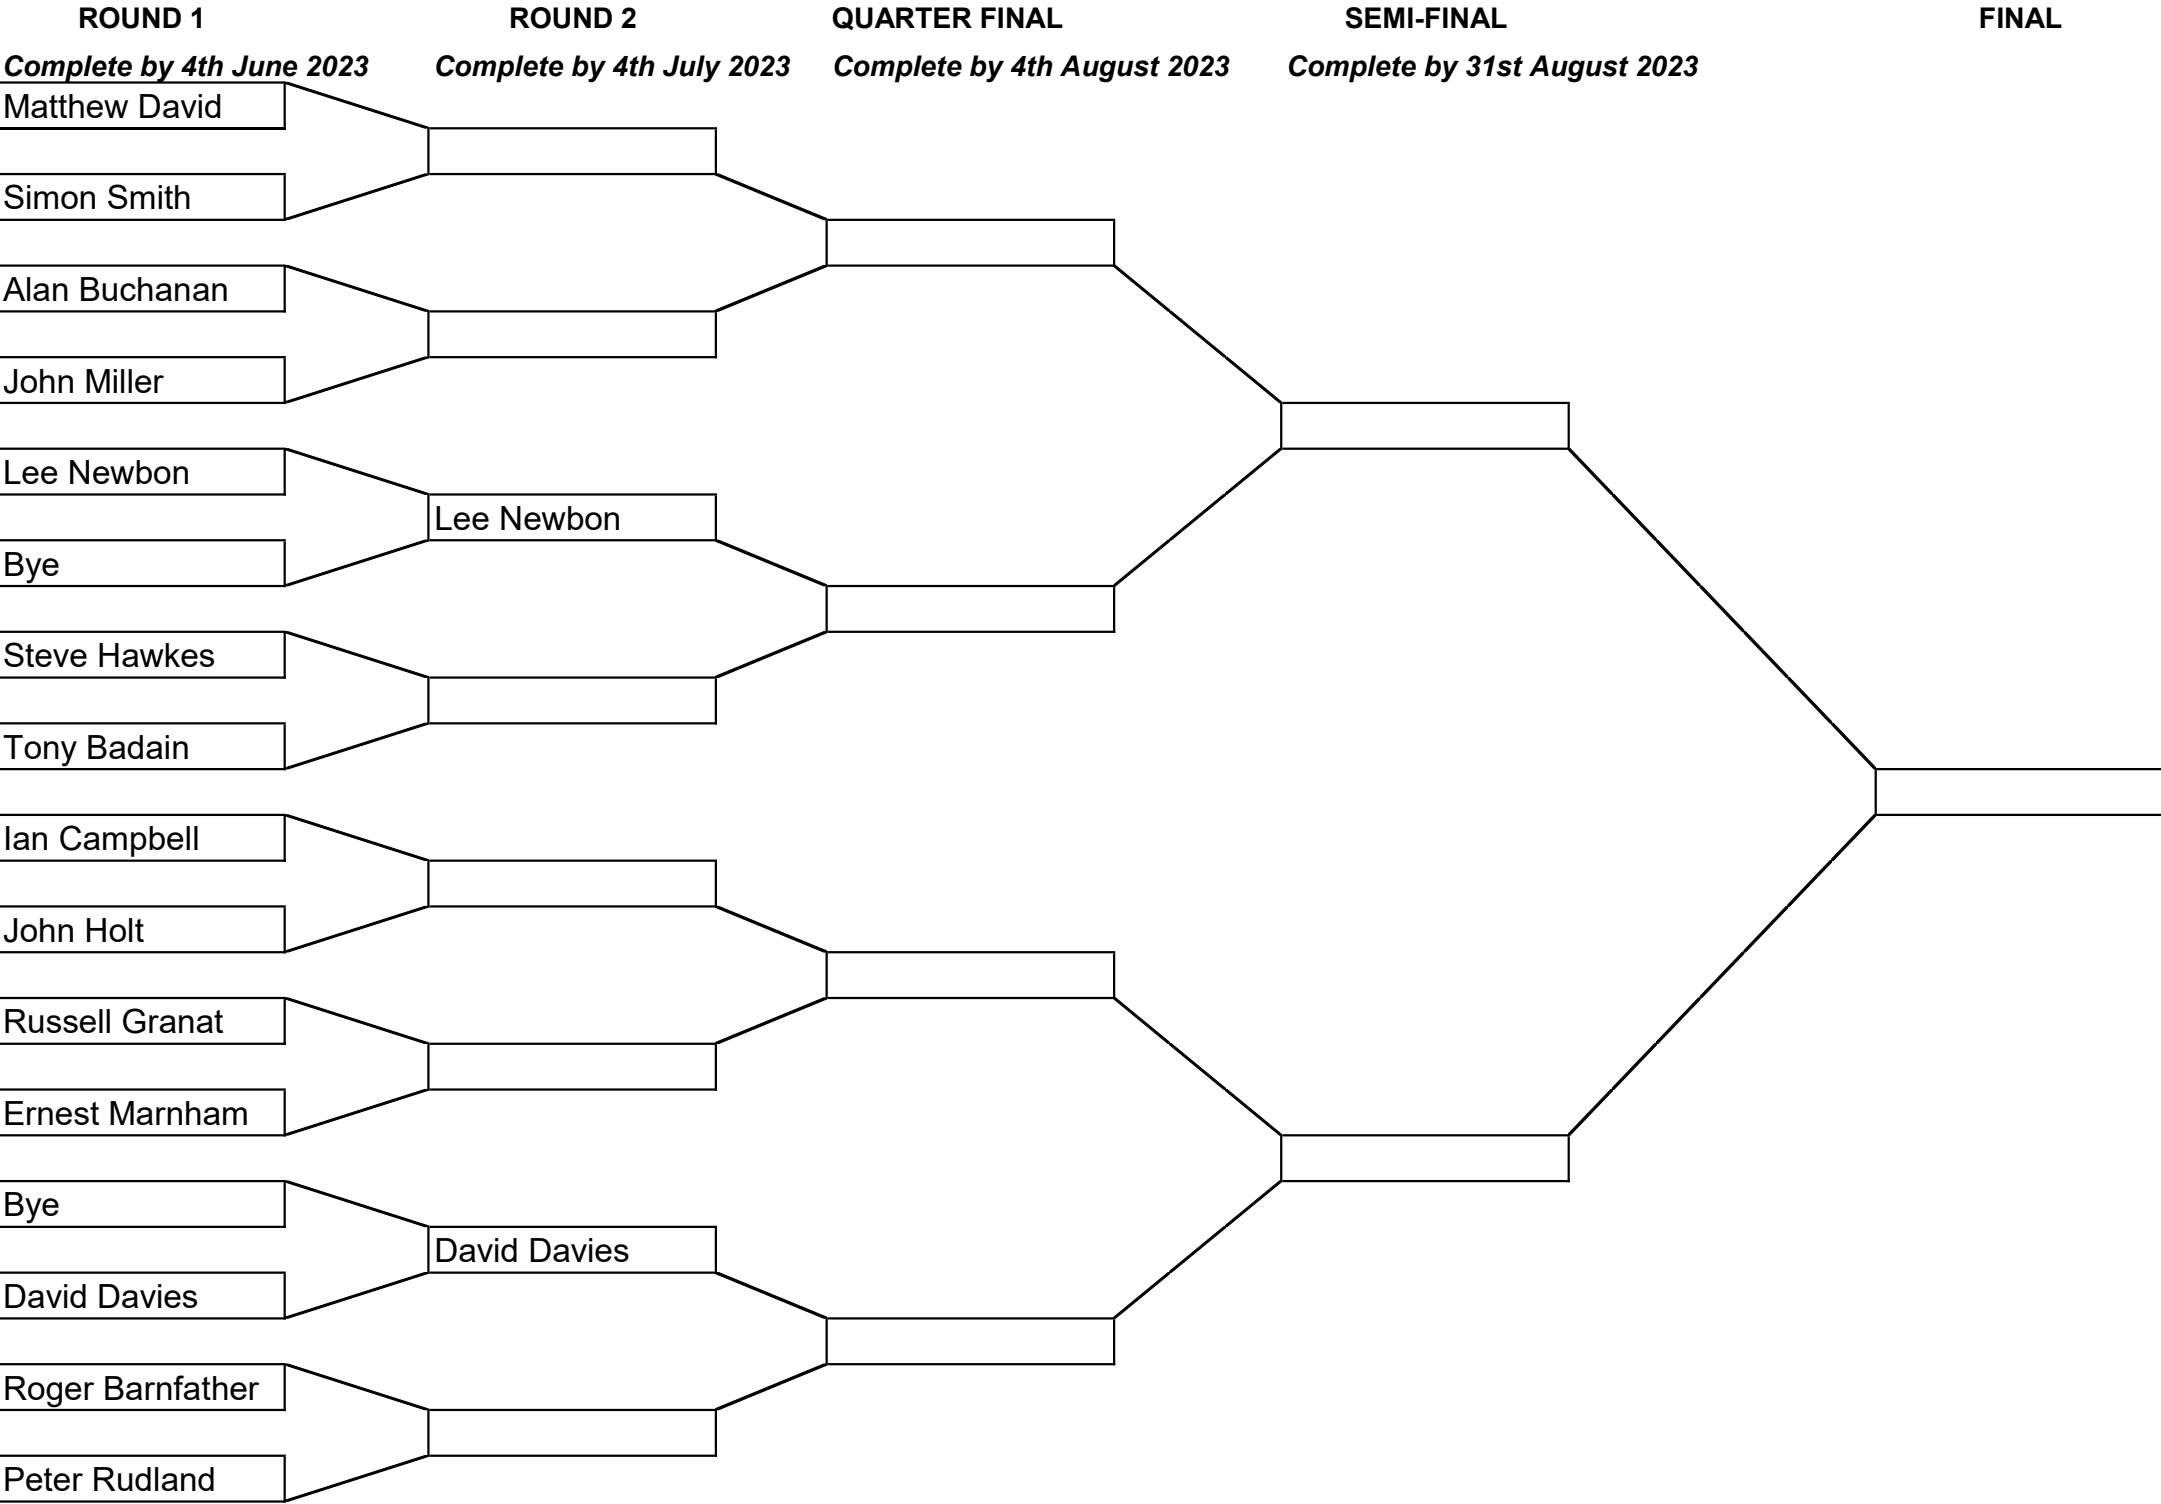 ROUND 1 ROUND 2 QUARTER FINAL SEMI-FINAL FINAL
Complete by 4th June 2023 Complete by 4th July 2023 Complete by 4th August 2023 Complete by 31st August 2023
Matthew David
Simon Smith
Alan Buchanan
John Miller
Lee Newbon
Lee Newbon
Bye
Steve Hawkes
Tony Badain
Ian Campbell
John Holt
Russell Granat
Ernest Marnham
Bye
David Davies
David Davies
Roger Barnfather
Peter Rudland